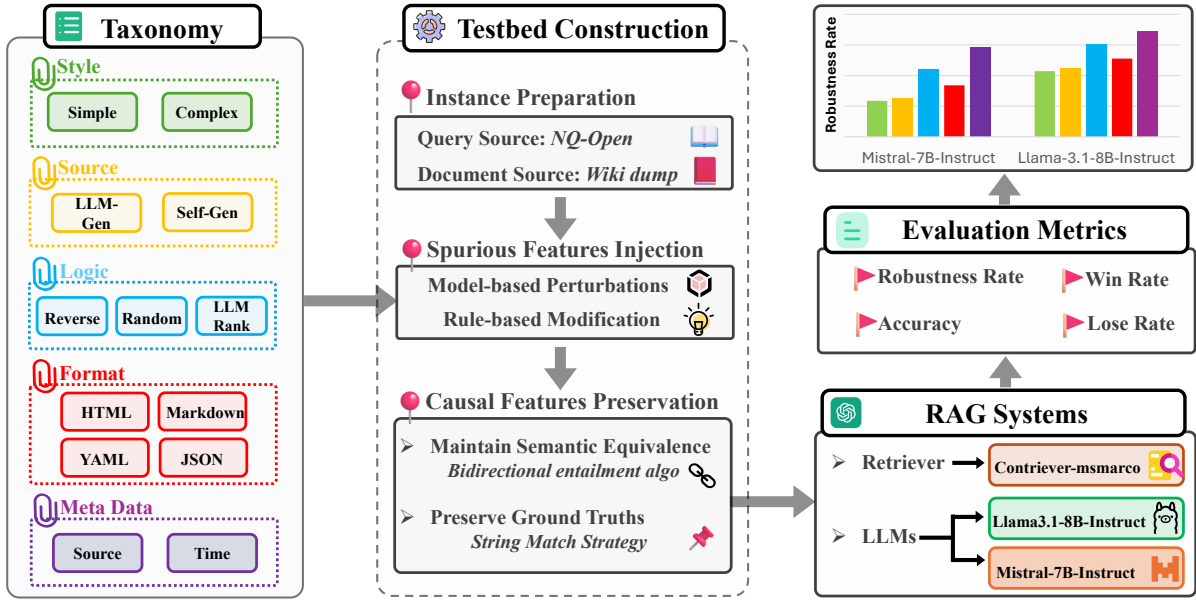 Taxonomy
Style
Simple
Complex
Source
LLM-
Gen
Self-Gen
Logic
Reverse
Random
LLM
Rank
Format
HTML
Markdown
YAML
JSON
Meta Data
Source
Time
Testbed Construction
Instance Preparation
Query Source: NQ-Open
Document Source: Wiki dump
Spurious Features Injection
Model-based Perturbations
Rule-based Modification
Causal Features Preservation
➢ Maintain Semantic Equivalence
Bidirectional entailment algo
➢ Preserve Ground Truths
String Match Strategy
Robustness Rate
Mistral-7B-Instruct
Llama-3.1-8B-Instruct
Evaluation Metrics
Robustness Rate
Win Rate
Accuracy
Lose Rate
RAG Systems
➢ Retriever
Contriever-msmarco
➢ LLMs
Llama3.1-8B-Instruct
Mistral-7B-Instruct